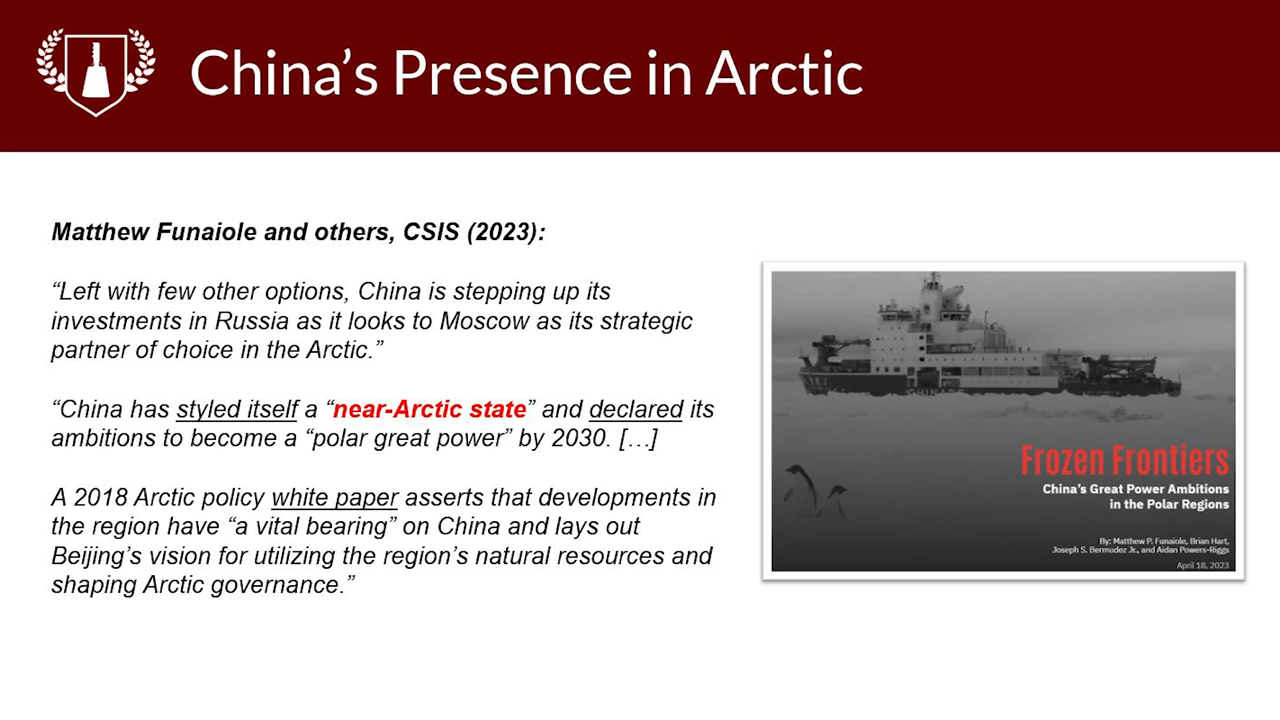 China’s Presence in Arctic
Matthew Funaiole and others, CSIS (2023):
“Left with few other options, China is stepping up its
investments in Russia as it looks to Moscow as its strategic
partner of choice in the Arctic.”
“China has styled itself a “near-Arctic state” and declared its
ambitions to become a “polar great power” by 2030. […]
A 2018 Arctic policy white paper asserts that developments in
the region have “a vital bearing” on China and lays out
Beijing’s vision for utilizing the region’s natural resources and
shaping Arctic governance.”
Frozen Frontiers
China’s Great Power Ambitions
in the Polar Regions
By: Matthew P. Funaiole, Brian Hart,
Joseph S. Bermudez Jr., and Aidan Powers-Riggs
April 18, 2023